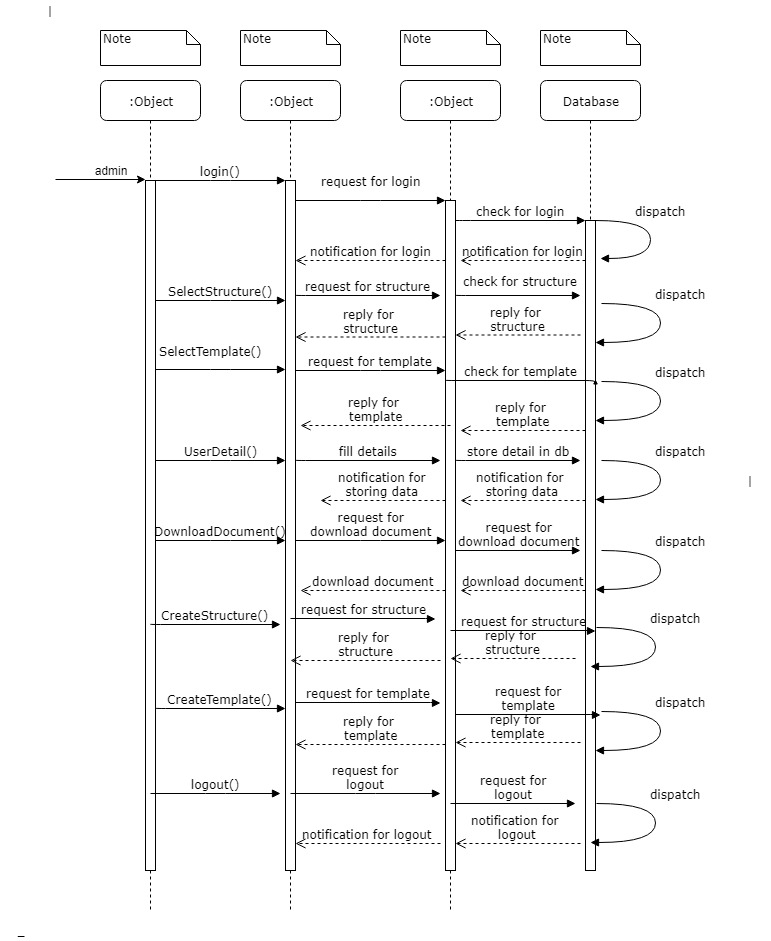 Note
Note
Note
Note
:Object
:Object
:Object
Database
admin
login()
request for login
check for login
dispatch
notification for login
notification for login
SelectStructure()
request for structure
check for structure
dispatch
reply for
structure
reply for
structure
SelectTemplate()
request for template
check for template
dispatch
reply for
template
reply for
template
UserDetail()
fill details
store detail in db
dispatch
notification for
storing data
notification for
storing data
DownloadDocument()
request for
download document
request for
download document
dispatch
download document
download document
CreateStructure()
request for structure
request for structure
dispatch
reply for
structure
reply for
structure
CreateTemplate()
request for template
request for
template
dispatch
reply for
template
reply for
template
logout()
request for
logout
request for
logout
dispatch
notification for logout
notification for
logout